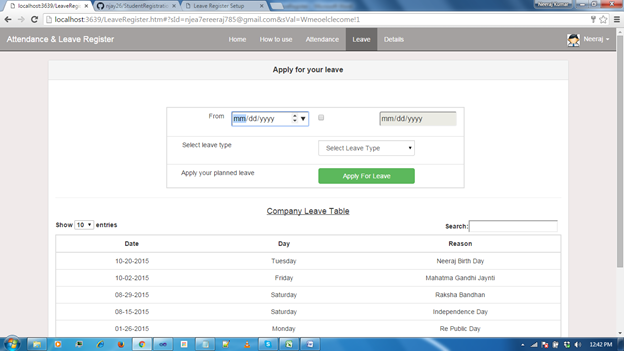 localhost:3639/LeaveRegis
njay26/StudentRegistrati
Leave Register Setup
Neeraj Kumar
localhost:3639/LeaveRegister.htm#?sId=njea7ereeraj785@gmail.com&sVal=Wmeoelclecome!1
Attendance & Leave Register Home How to use Attendance Leave Details Neeraj
Apply for your leave
From mm/dd/yyyy mm/dd/yyyy
Select leave type Select Leave Type
Apply your planned leave Apply For Leave
Company Leave Table
Show 10 entries Search:
Date Day Reason
10-20-2015 Tuesday Neeraj Birth Day
10-02-2015 Friday Mahatma Gandhi Jaynti
08-29-2015 Saturday Raksha Bandhan
08-15-2015 Saturday Independence Day
01-26-2015 Monday Re Public Day
12:42 PM